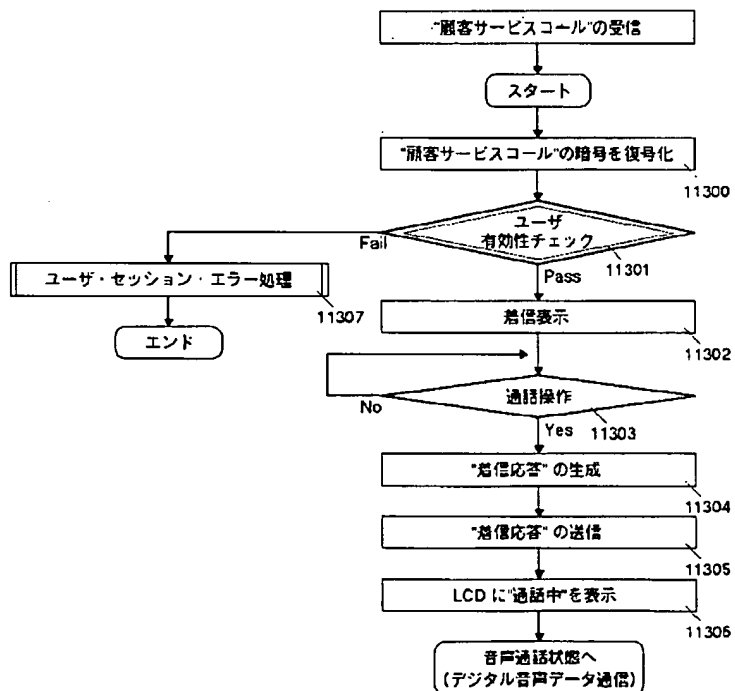 "顧客サービスコール"の受信
スタート
"顧客サービスコール"の暗号を復号化
11300
ユーザ
有効性チェック
11301
Fail
Pass
ユーザ・セッション・エラー処理
11307
エンド
着信表示
11302
通話操作
11303
No
Yes
"着信応答" の生成
11304
"着信応答" の送信
11305
LCD に"通話中"を表示
11306
音声通話状態へ
(デジタル音声データ通信)